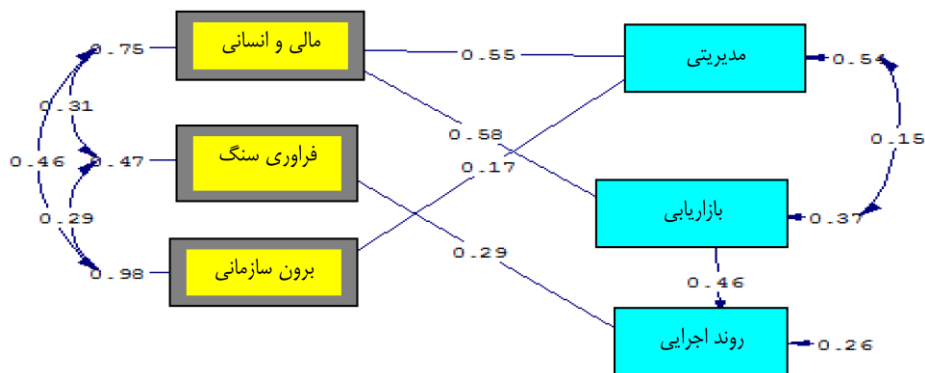 0.75
مالی و انسانی
0.55
مدیریتی
0.54
0.31
0.58
0.15
0.46
0.47
فراوری سنگ
0.17
0.29
بازاریابی
0.37
0.98
برون سازمانی
0.29
0.46
روند اجرایی
0.26